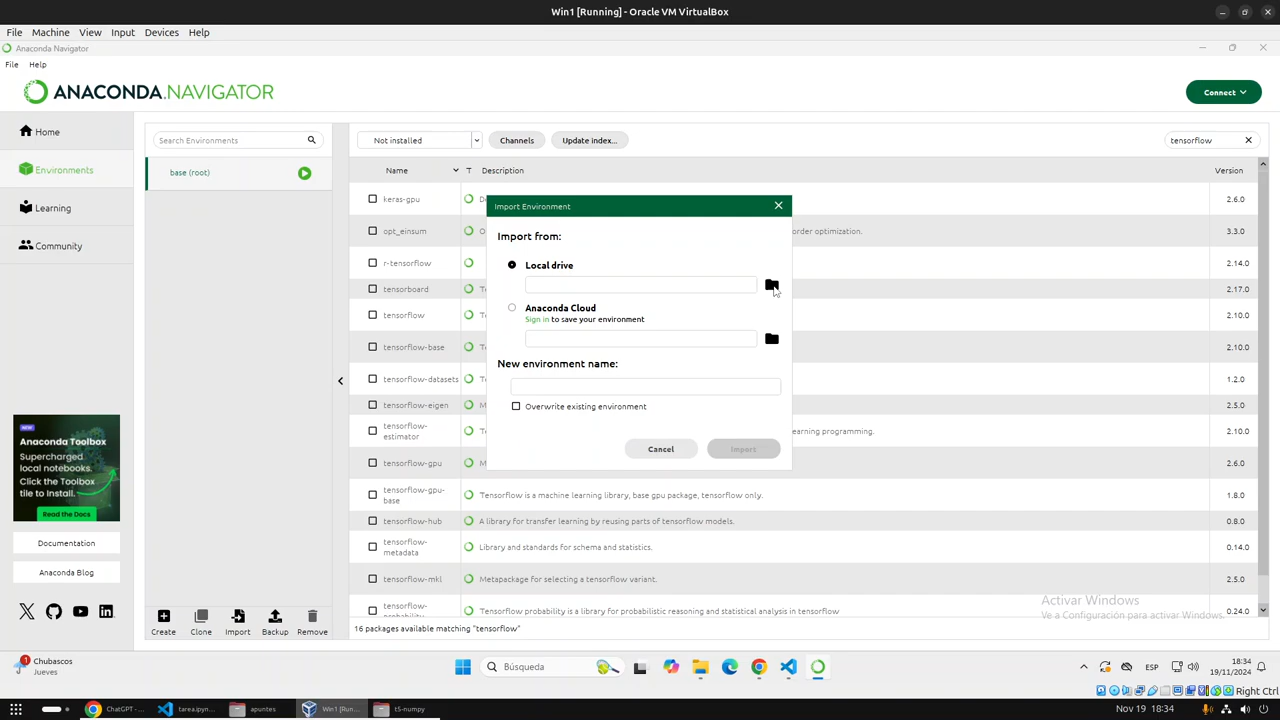 Win1 [Running] - Oracle VM VirtualBox
File Machine View Input Devices Help
Anaconda Navigator
File Help
ANACONDA.NAVIGATOR
Connect
Home
Environments
Learning
Community
Search Environments
base (root)
Not installed
Channels
Update index...
tensorflow
Name T Description Version
keras-gpu 2.6.0
opt_einsum order optimization. 3.3.0
r-tensorflow 2.14.0
tensorboard 2.17.0
tensorflow 2.10.0
tensorflow-base 2.10.0
tensorflow-datasets 1.2.0
tensorflow-eigen 2.5.0
tensorflow-
estimator earning programming. 2.10.0
tensorflow-gpu 2.6.0
tensorflow-gpu-
base Tensorflow is a machine learning library, base gpu package, tensorflow only. 1.8.0
tensorflow-hub A library for transfer learning by reusing parts of tensorflow models. 0.8.0
tensorflow-
metadata Library and standards for schema and statistics. 0.14.0
tensorflow-mkl Metapackage for selecting a tensorflow variant. 2.5.0
tensorflow-
probability Tensorflow probability is a library for probabilistic reasoning and statistical analysis in tensorflow 0.24.0
16 packages available matching "tensorflow"
Import Environment
Import from:
Local drive
Anaconda Cloud
Sign in to save your environment
New environment name:
Overwrite existing environment
Cancel
Import
NEW
Anaconda Toolbox
Supercharged
local notebooks.
Click the Toolbox
tile to Install.
Read the Docs
Documentation
Anaconda Blog
Create Clone Import Backup Remove
Activar Windows
Ve a Configuración para activar Windows.
1
Chubascos
Jueves
Búsqueda
ESP
18:34
19/11/2024
Right Ctrl
ChatGPT - ...
tarea.ipyn...
apuntes
Win1 [Run...
t5-numpy
Nov 19 18:34